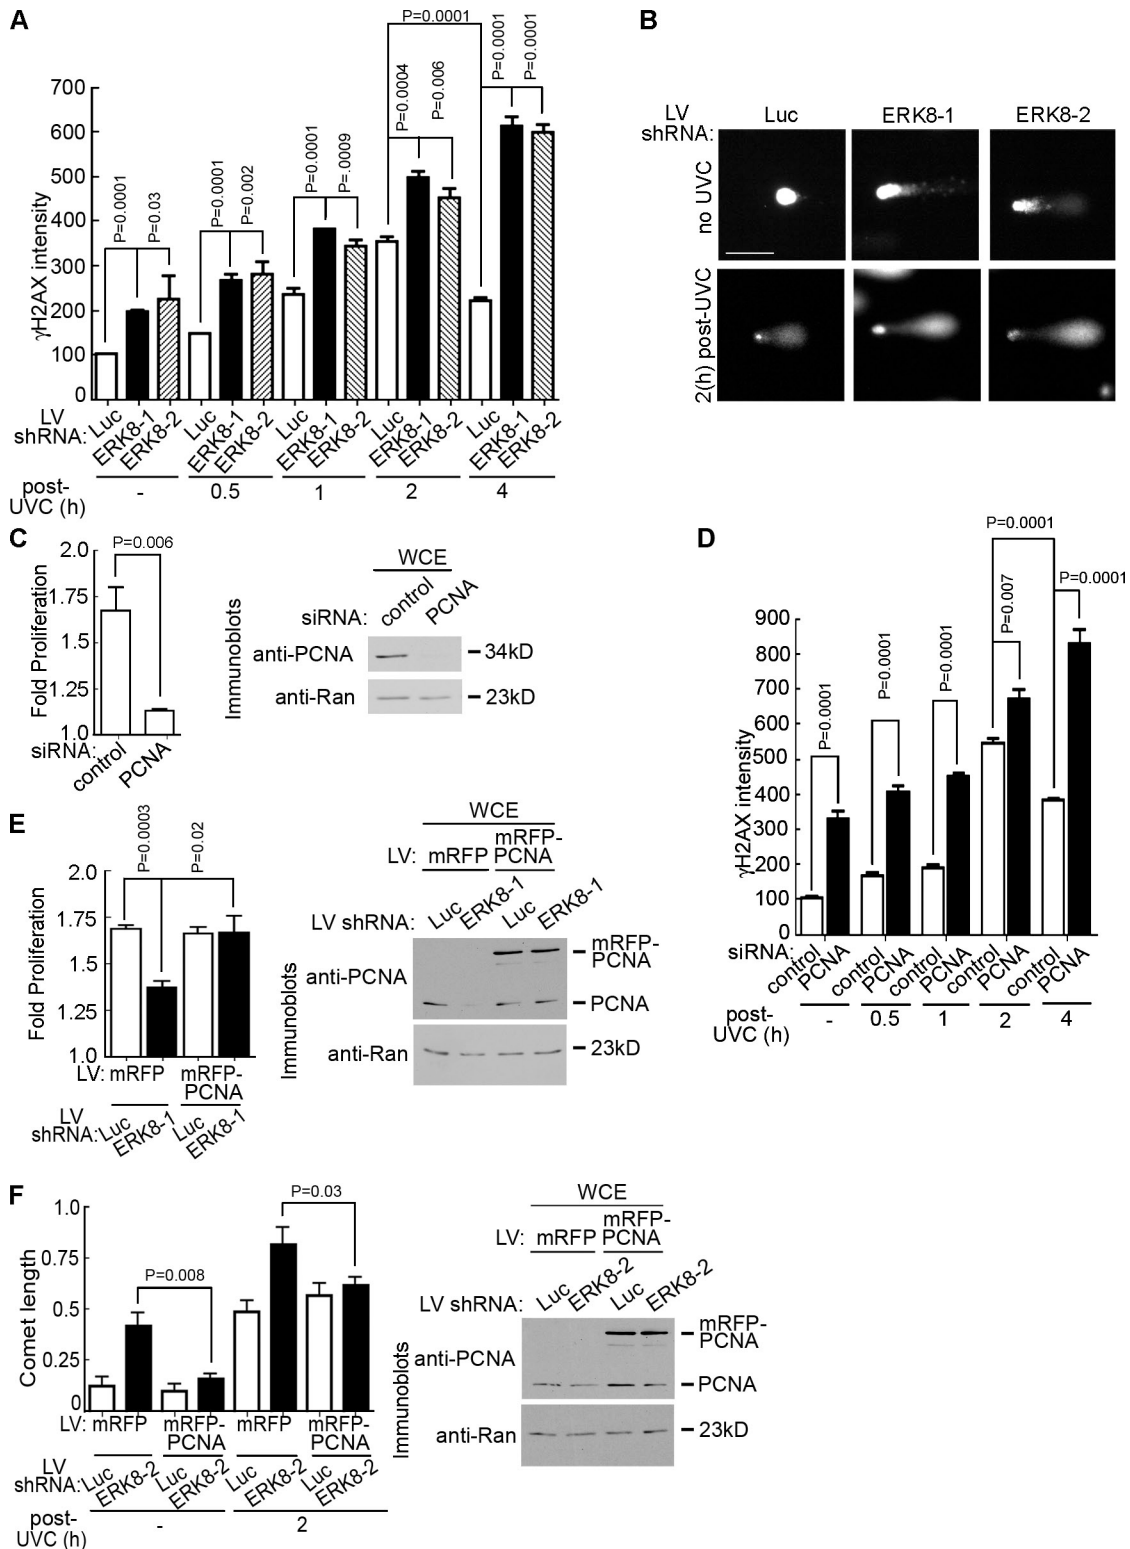 A
P=0.0001
P=0.0001
P=0.0001
P=0.0004
P=0.006
P=0.0001
P=0.0009
P=0.0001
P=0.002
P=0.0001
P=0.03
γH2AX intensity
700
600
500
400
300
200
100
0
LV
shRNA:
Luc ERK8-1 ERK8-2 Luc ERK8-1 ERK8-2 Luc ERK8-1 ERK8-2 Luc ERK8-1 ERK8-2 Luc ERK8-1 ERK8-2
post-
UVC (h)
- 0.5 1 2 4
B
LV
shRNA:
Luc ERK8-1 ERK8-2
no UVC
2(h) post-UVC
C
P=0.006
Fold Proliferation
2.0
1.75
1.5
1.25
1.0
siRNA:
control PCNA
WCE
siRNA: control PCNA
Immunoblots
anti-PCNA 34kD
anti-Ran 23kD
D
P=0.0001
P=0.0001
P=0.007
P=0.0001
P=0.0001
P=0.0001
γH2AX intensity
900
800
700
600
500
400
300
200
100
0
siRNA:
control PCNA control PCNA control PCNA control PCNA control PCNA
post-
UVC (h)
- 0.5 1 2 4
E
P=0.0003
P=0.02
Fold Proliferation
2.0
1.75
1.5
1.25
1.0
LV: mRFP mRFP-
PCNA
LV
shRNA:
Luc ERK8-1 Luc ERK8-1
WCE
LV: mRFP mRFP-
PCNA
LV shRNA: Luc ERK8-1 Luc ERK8-1
Immunoblots
anti-PCNA
mRFP-
PCNA
PCNA
anti-Ran 23kD
F
P=0.03
P=0.008
Comet length
1.0
0.75
0.5
0.25
0
LV: mRFP mRFP-
PCNA mRFP mRFP-
PCNA
LV
shRNA:
Luc ERK8-2 Luc ERK8-2 Luc ERK8-2 Luc ERK8-2
post-
UVC (h)
- 2
WCE
LV: mRFP mRFP-
PCNA
LV shRNA: Luc ERK8-2 Luc ERK8-2
Immunoblots
anti-PCNA
mRFP-
PCNA
PCNA
anti-Ran 23kD